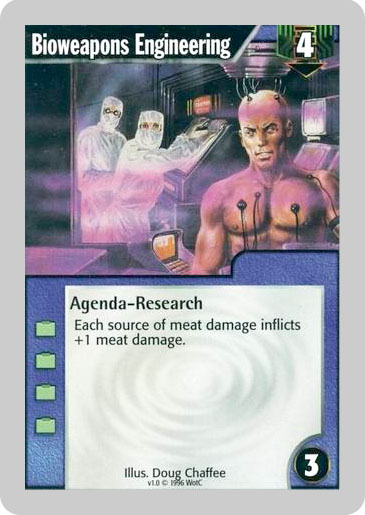 Bioweapons Engineering
4
Agenda-Research
Each source of meat damage inflicts
+1 meat damage.
3
Illus. Doug Chaffee
v1.0 © 1996 WotC